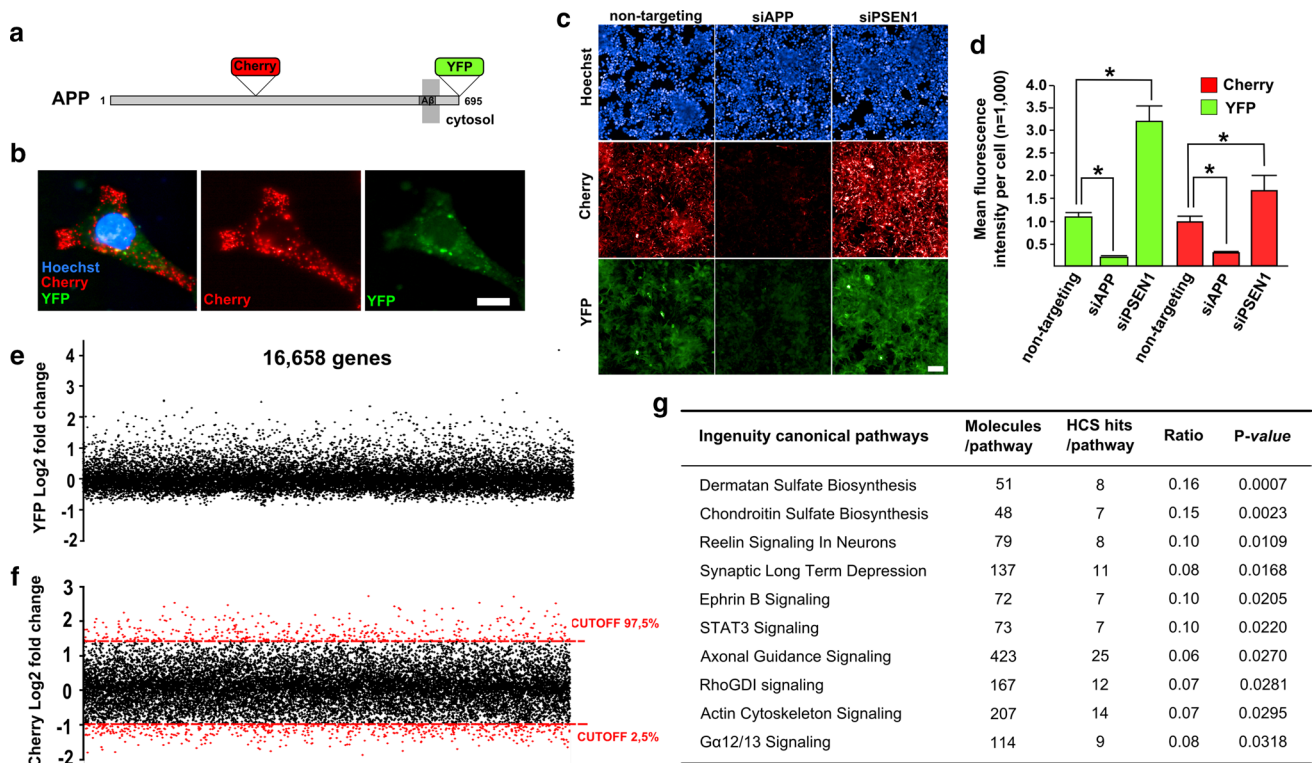 a
Cherry
YFP
APP 1
Aβ
695
cytosol
b
Hoechst
Cherry
YFP
Cherry
YFP
c
non-targeting siAPP siPSEN1
Hoechst
Cherry
YFP
d
Cherry
YFP
Mean fluorescence
intensity per cell (n=1,000)
4.0
3.5
3.0
2.5
2.0
1.5
1.0
0.5
* * * *
non-targeting siAPP siPSEN1 non-targeting siAPP siPSEN1
e
16,658 genes
YFP Log2 fold change
4
3
2
1
0
-1
-2
f
Cherry Log2 fold change
3
2
1
0
-1
-2
CUTOFF 97,5%
CUTOFF 2,5%
g
Ingenuity canonical pathways Molecules /pathway HCS hits /pathway Ratio P-value
Dermatan Sulfate Biosynthesis 51 8 0.16 0.0007
Chondroitin Sulfate Biosynthesis 48 7 0.15 0.0023
Reelin Signaling In Neurons 79 8 0.10 0.0109
Synaptic Long Term Depression 137 11 0.08 0.0168
Ephrin B Signaling 72 7 0.10 0.0205
STAT3 Signaling 73 7 0.10 0.0220
Axonal Guidance Signaling 423 25 0.06 0.0270
RhoGDI signaling 167 12 0.07 0.0281
Actin Cytoskeleton Signaling 207 14 0.07 0.0295
Gα12/13 Signaling 114 9 0.08 0.0318